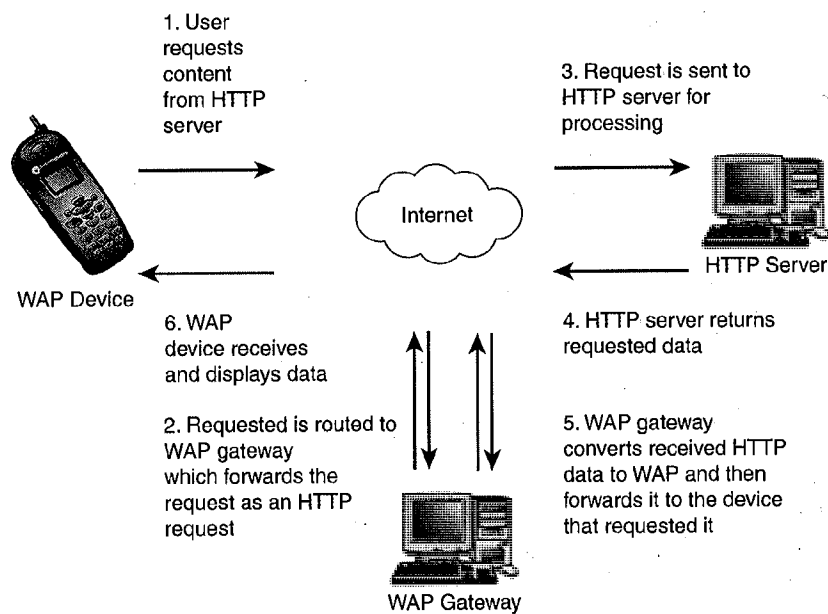 1. User
requests
content
from HTTP
server
3. Request is sent to
HTTP server for
processing
Internet
WAP Device
HTTP Server
6. WAP
device receives
and displays data
4. HTTP server returns
requested data
2. Requested is routed to
WAP gateway
which forwards the
request as an HTTP
request
5. WAP gateway
converts received HTTP
data to WAP and then
forwards it to the device
that requested it
WAP Gateway